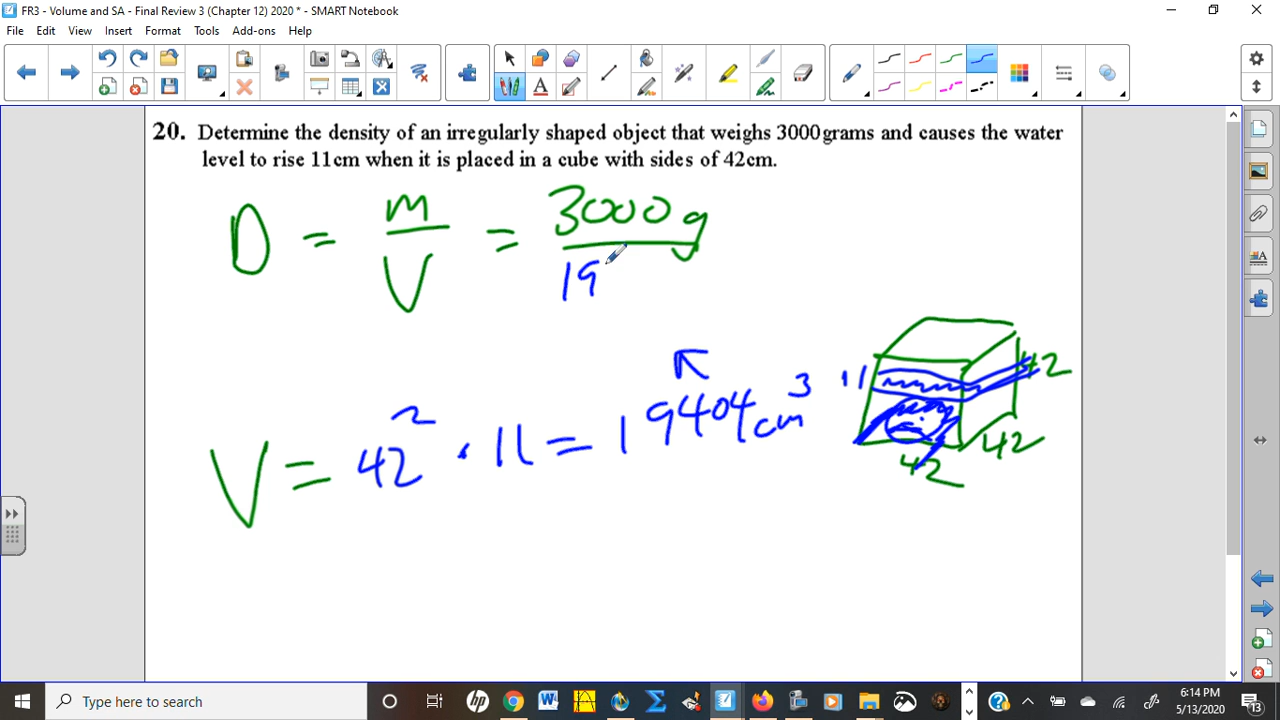 FR3 - Volume and SA - Final Review 3 (Chapter 12) 2020 * - SMART Notebook
File Edit View Insert Format Tools Add-ons Help
20. Determine the density of an irregularly shaped object that weighs 3000grams and causes the water
level to rise 11cm when it is placed in a cube with sides of 42cm.
D = m/V = 3000g/19
11 42
42
42
V = 42² · 11 = 19404cm³
Type here to search
6:14 PM
5/13/2020
13